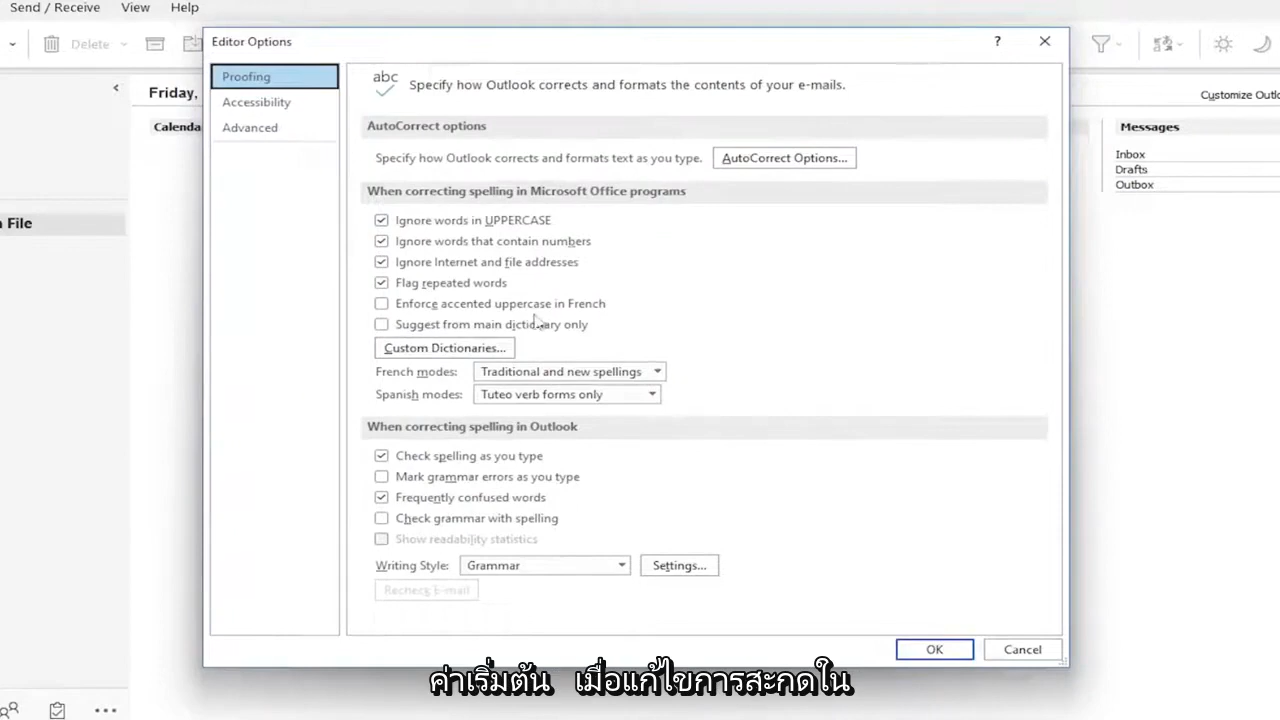 Send / Receive View Help
Delete
Editor Options ?
Proofing
Accessibility
Advanced
abc
Specify how Outlook corrects and formats the contents of your e-mails.
AutoCorrect options
Specify how Outlook corrects and formats text as you type. AutoCorrect Options...
When correcting spelling in Microsoft Office programs
Ignore words in UPPERCASE
Ignore words that contain numbers
Ignore Internet and file addresses
Flag repeated words
Enforce accented uppercase in French
Suggest from main dictionary only
Custom Dictionaries...
French modes: Traditional and new spellings
Spanish modes: Tuteo verb forms only
When correcting spelling in Outlook
Check spelling as you type
Mark grammar errors as you type
Frequently confused words
Check grammar with spelling
Show readability statistics
Writing Style: Grammar Settings...
Recheck E-mail
OK Cancel
Friday,
Calenda
File
Customize Outlo
Messages
Inbox
Drafts
Outbox
ค่าเริ่มต้น เมื่อแก้ไขการสะกดใน